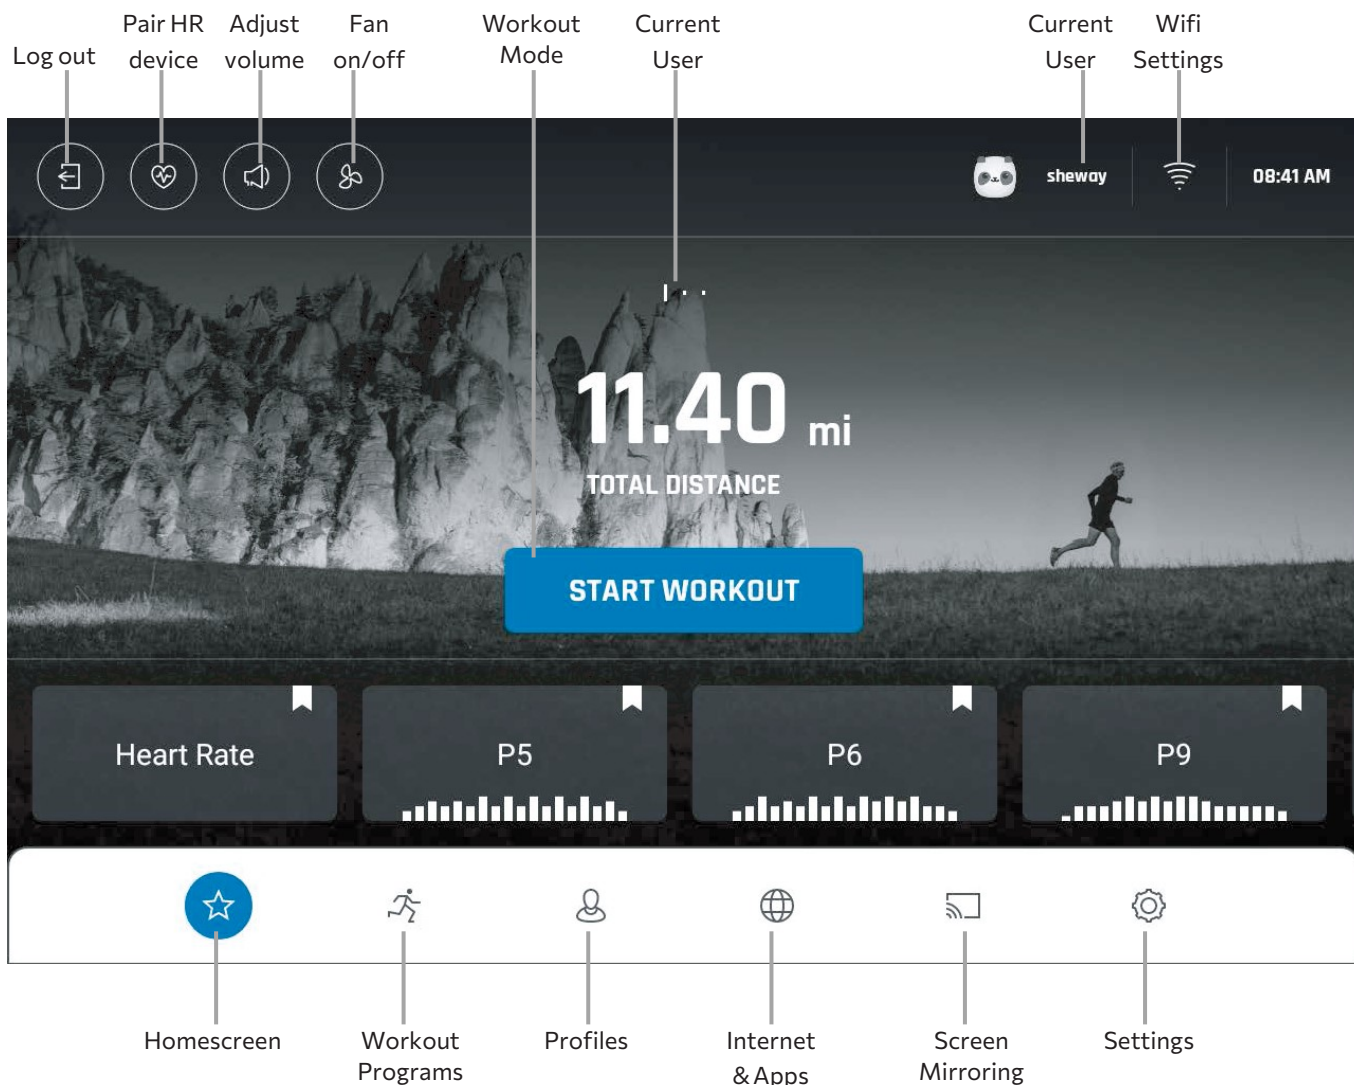 Log out
Pair HR
device
Adjust
volume
Fan
on/off
Workout
Mode
Current
User
Current
User
Wifi
Settings
sheway
08:41 AM
11.40 mi
TOTAL DISTANCE
START WORKOUT
Heart Rate
P5
P6
P9
Homescreen
Workout
Programs
Profiles
Internet
& Apps
Screen
Mirroring
Settings